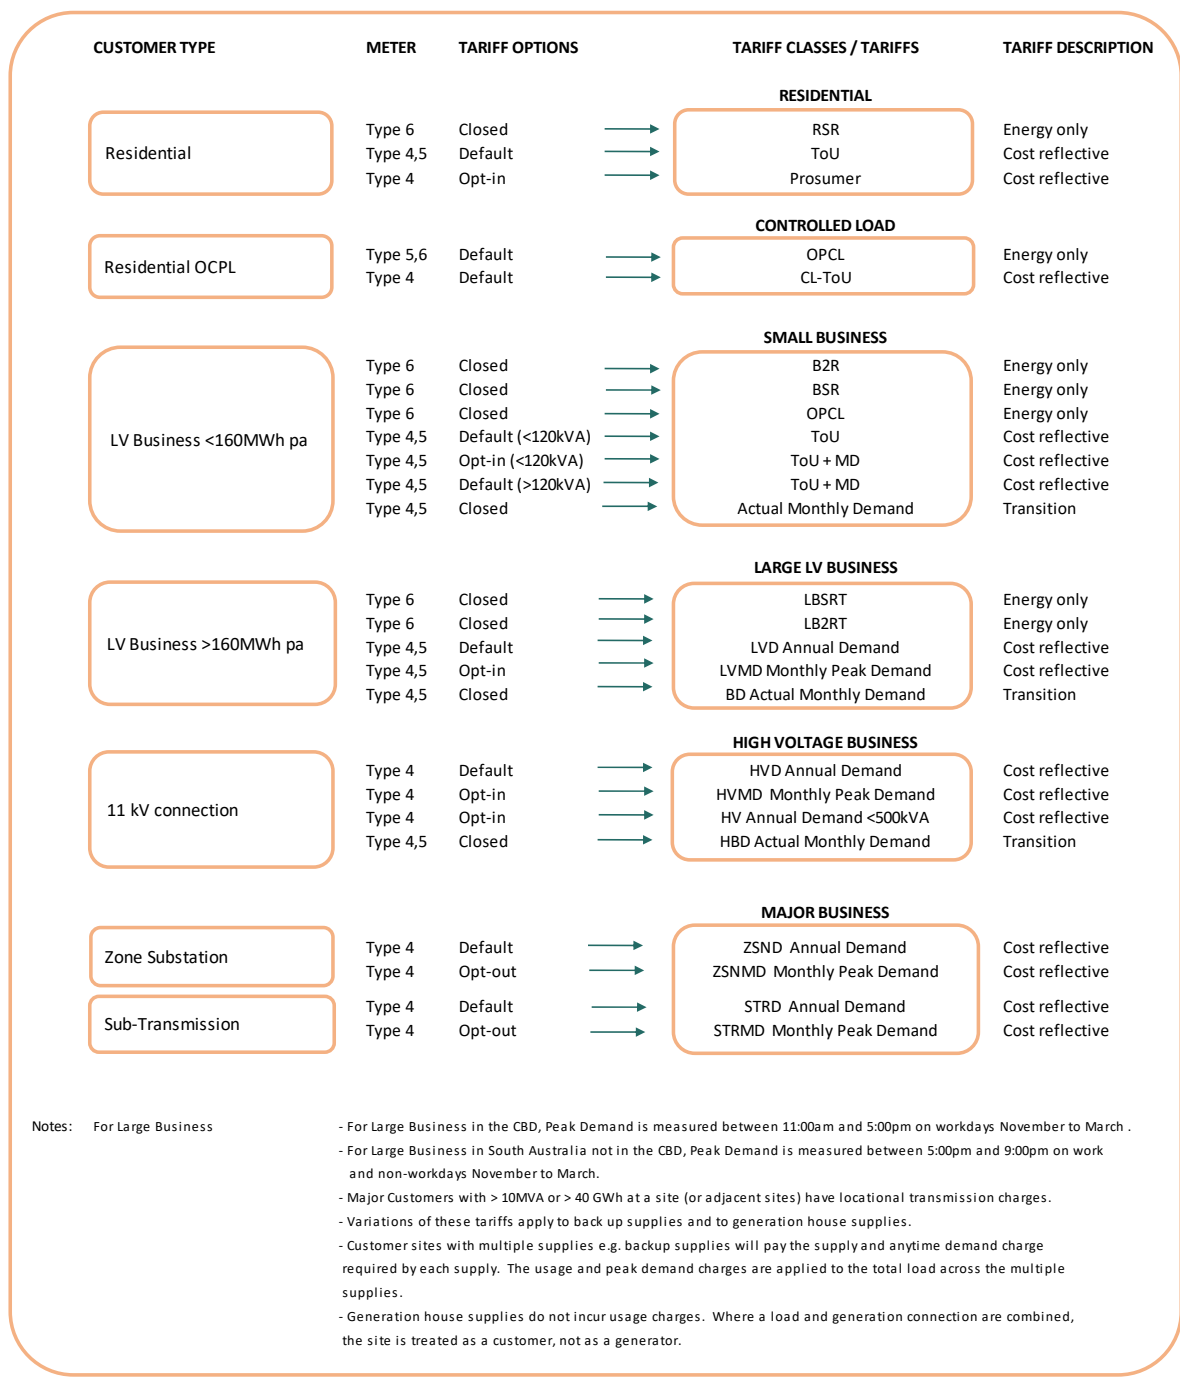 CUSTOMER TYPE METER TARIFF OPTIONS TARIFF CLASSES / TARIFFS TARIFF DESCRIPTION
RESIDENTIAL
Residential
Type 6 Closed RSR Energy only
Type 4,5 Default ToU Cost reflective
Type 4 Opt-in Prosumer Cost reflective
CONTROLLED LOAD
Residential OCPL
Type 5,6 Default OPCL Energy only
Type 4 Default CL-ToU Cost reflective
SMALL BUSINESS
LV Business <160MWh pa
Type 6 Closed B2R Energy only
Type 6 Closed BSR Energy only
Type 6 Closed OPCL Energy only
Type 4,5 Default (<120kVA) ToU Cost reflective
Type 4,5 Opt-in (<120kVA) ToU + MD Cost reflective
Type 4,5 Default (>120kVA) ToU + MD Cost reflective
Type 4,5 Closed Actual Monthly Demand Transition
LARGE LV BUSINESS
LV Business >160MWh pa
Type 6 Closed LBSRT Energy only
Type 6 Closed LB2RT Energy only
Type 4,5 Default LVD Annual Demand Cost reflective
Type 4,5 Opt-in LVMD Monthly Peak Demand Cost reflective
Type 4,5 Closed BD Actual Monthly Demand Transition
HIGH VOLTAGE BUSINESS
11 kV connection
Type 4 Default HVD Annual Demand Cost reflective
Type 4 Opt-in HVMD Monthly Peak Demand Cost reflective
Type 4 Opt-in HV Annual Demand <500kVA Cost reflective
Type 4,5 Closed HBD Actual Monthly Demand Transition
MAJOR BUSINESS
Zone Substation
Type 4 Default ZSND Annual Demand Cost reflective
Type 4 Opt-out ZSNMD Monthly Peak Demand Cost reflective
Sub-Transmission
Type 4 Default STRD Annual Demand Cost reflective
Type 4 Opt-out STRMD Monthly Peak Demand Cost reflective
Notes: For Large Business - For Large Business in the CBD, Peak Demand is measured between 11:00am and 5:00pm on workdays November to March .
- For Large Business in South Australia not in the CBD, Peak Demand is measured between 5:00pm and 9:00pm on work
and non-workdays November to March.
- Major Customers with > 10MVA or > 40 GWh at a site (or adjacent sites) have locational transmission charges.
- Variations of these tariffs apply to back up supplies and to generation house supplies.
- Customer sites with multiple supplies e.g. backup supplies will pay the supply and anytime demand charge
required by each supply. The usage and peak demand charges are applied to the total load across the multiple
supplies.
- Generation house supplies do not incur usage charges. Where a load and generation connection are combined,
the site is treated as a customer, not as a generator.